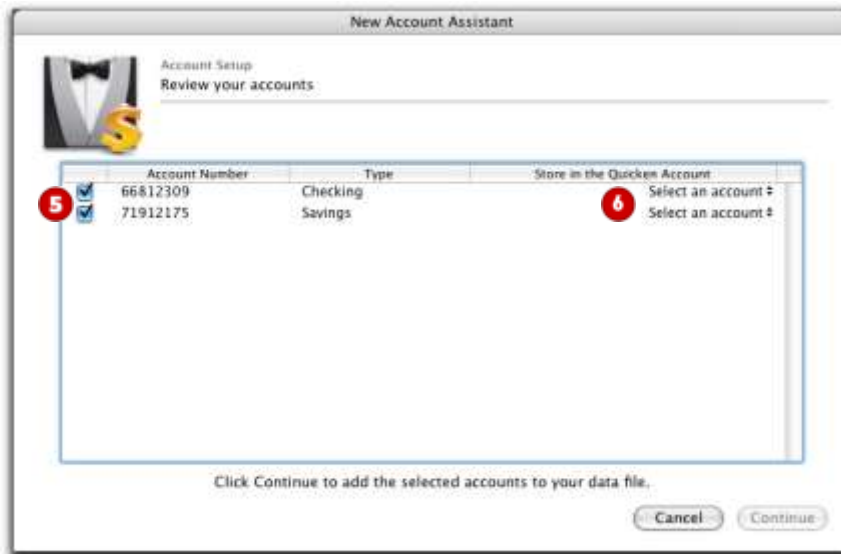 New Account Assistant
Account Setup
Review your accounts
S
Account Number Type Store in the Quicken Account
5 66812309 Checking 6 Select an account
71912175 Savings Select an account
Click Continue to add the selected accounts to your data file.
Cancel Continue